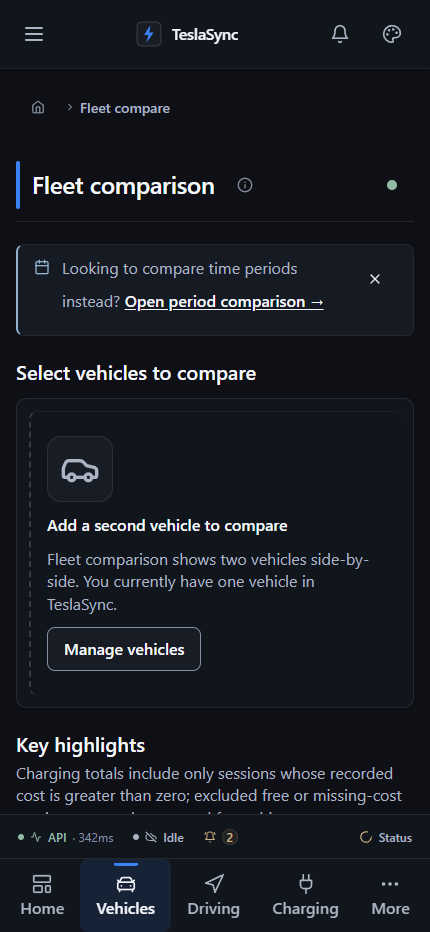 TeslaSync
Fleet compare
Fleet comparison
Looking to compare time periods
instead? Open period comparison →
Select vehicles to compare
Add a second vehicle to compare
Fleet comparison shows two vehicles side-by-
side. You currently have one vehicle in
TeslaSync.
Manage vehicles
Key highlights
Charging totals include only sessions whose recorded
cost is greater than zero; excluded free or missing-cost
API · 342ms Idle 2 Status
Home Vehicles Driving Charging More